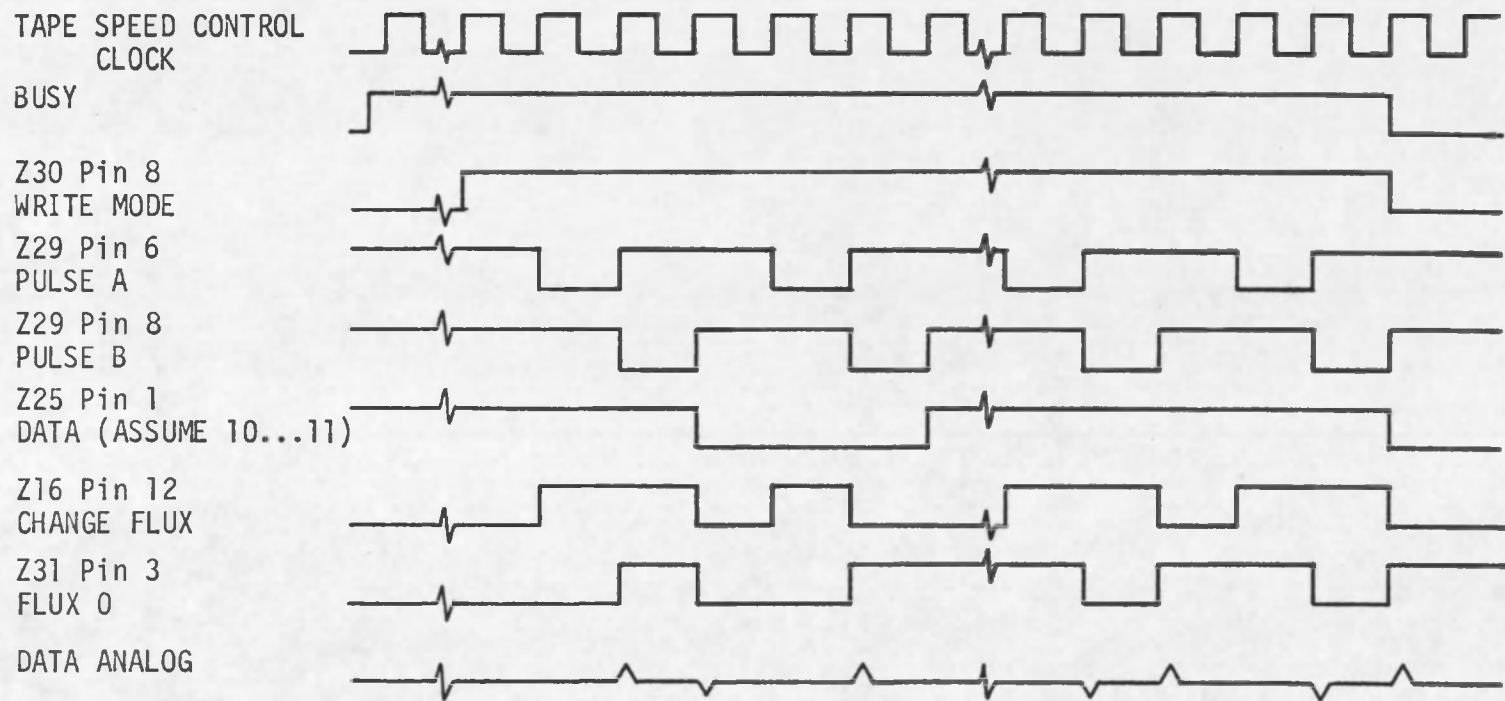 TAPE SPEED CONTROL
CLOCK
BUSY
Z30 Pin 8
WRITE MODE
Z29 Pin 6
PULSE A
Z29 Pin 8
PULSE B
Z25 Pin 1
DATA (ASSUME 10...11)
Z16 Pin 12
CHANGE FLUX
Z31 Pin 3
FLUX 0
DATA ANALOG